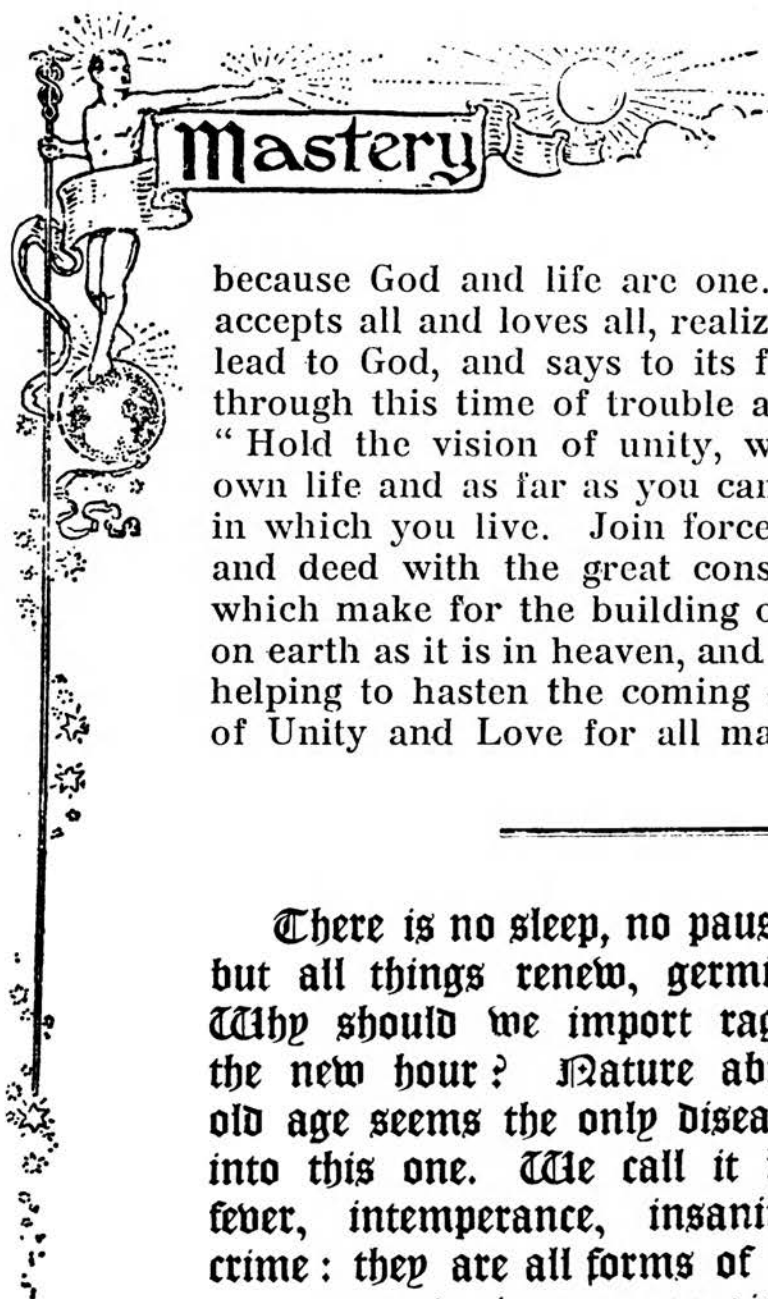 Mastery
because God and life are one.
accepts all and loves all, realiz
lead to God, and says to its f
through this time of trouble a
“ Hold the vision of unity, w
own life and as far as you can
in which you live. Join force
and deed with the great cons
which make for the building o
on earth as it is in heaven, and
helping to hasten the coming
of Unity and Love for all ma
There is no sleep, no paus
but all things renew, germi
Why should we import rag
the new hour? Nature ab
old age seems the only disea
into this one. We call it
fever, intemperance, insani
crime: they are all forms of